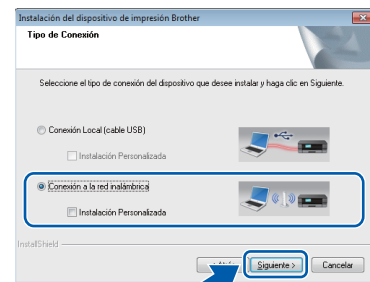 Instalación del dispositivo de impresión Brother
Tipo de Conexión
Seleccione el tipo de conexión del dispositivo que desee instalar y haga clic en Siguiente.
Conexión Local (cable USB)
Instalación Personalizada
Conexión a la red inalámbrica
Instalación Personalizada
InstallShield
Siguiente > Cancelar